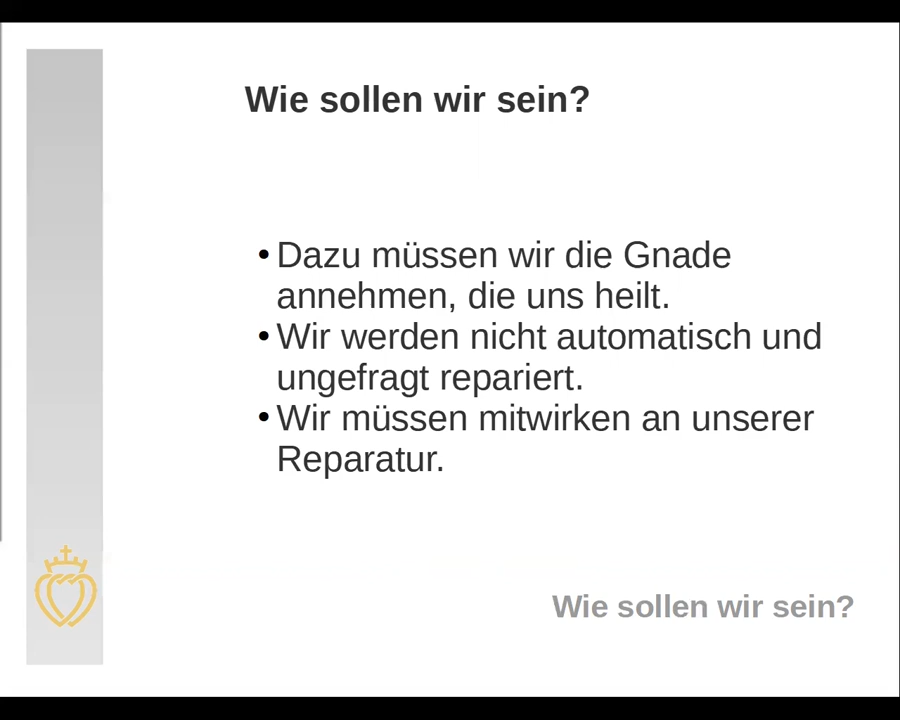 Wie sollen wir sein?
•Dazu müssen wir die Gnade
annehmen, die uns heilt.
•Wir werden nicht automatisch und
ungefragt repariert.
•Wir müssen mitwirken an unserer
Reparatur.
Wie sollen wir sein?